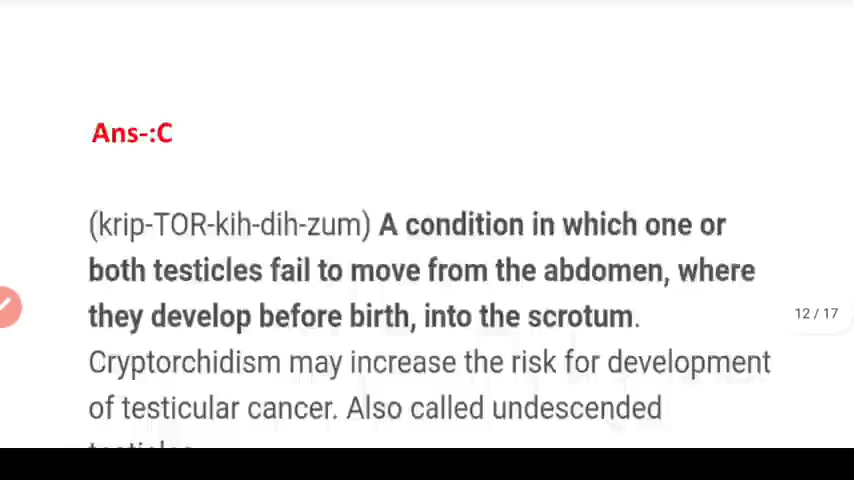 Ans-:C
(krip-TOR-kih-dih-zum) A condition in which one or
both testicles fail to move from the abdomen, where
they develop before birth, into the scrotum.
12 / 17
Cryptorchidism may increase the risk for development
of testicular cancer. Also called undescended